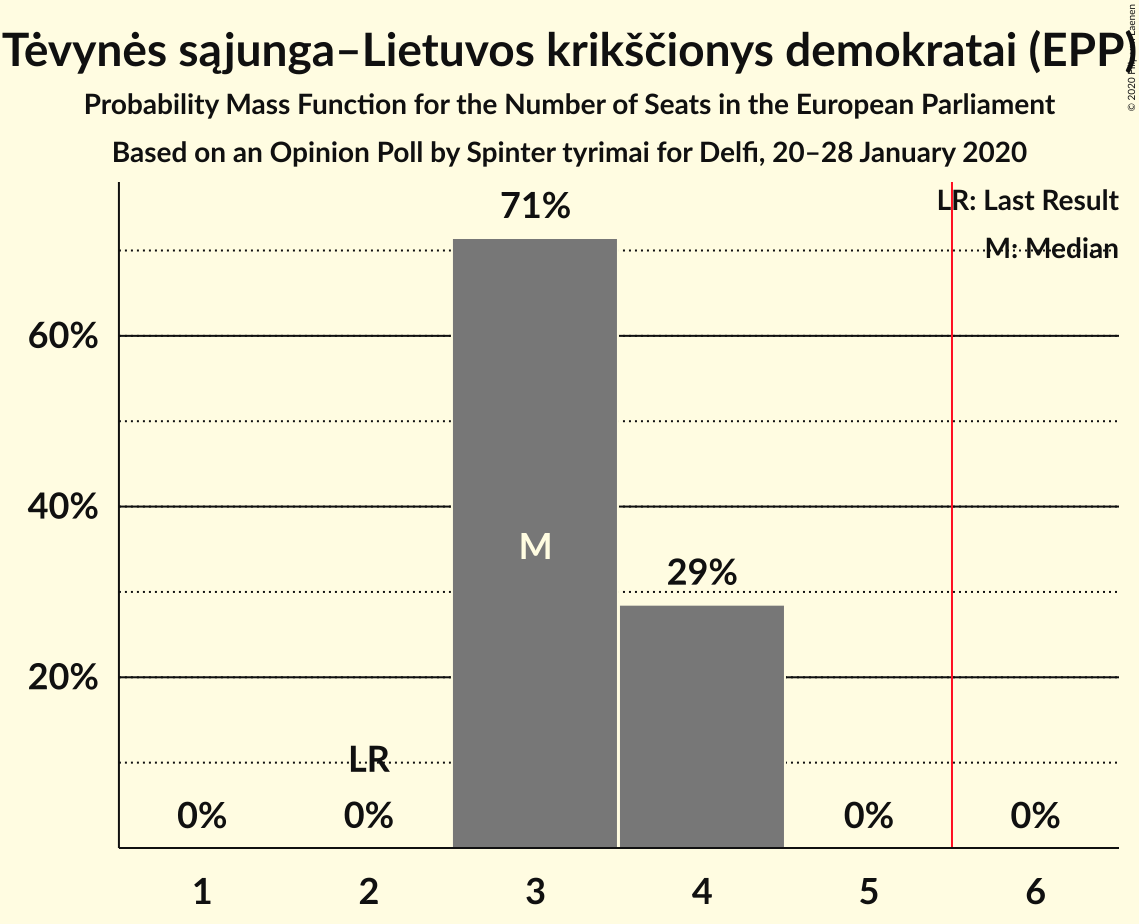 Tėvynės sąjunga–Lietuvos krikščionys demokratai (EPP)
Probability Mass Function for the Number of Seats in the European Parliament
Based on an Opinion Poll by Spinter tyrimai for Delfi, 20–28 January 2020
LR: Last Result
M: Median
71%
60%
40%
M
29%
20%
LR
0%
0%
0%
0%
1
2
3
4
5
6
© 2020 Laenen